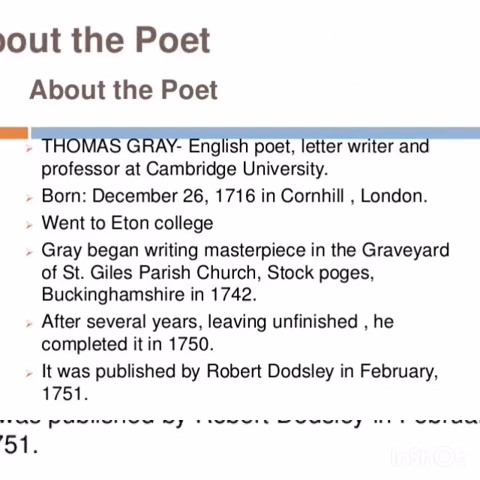 bout the Poet
About the Poet
THOMAS GRAY- English poet, letter writer and
professor at Cambridge University.
Born: December 26, 1716 in Cornhill , London.
Went to Eton college
Gray began writing masterpiece in the Graveyard
of St. Giles Parish Church, Stock poges,
Buckinghamshire in 1742.
After several years, leaving unfinished , he
completed it in 1750.
It was published by Robert Dodsley in February,
1751.
was published by Robert Dodsley in Februa
751.
InShOt